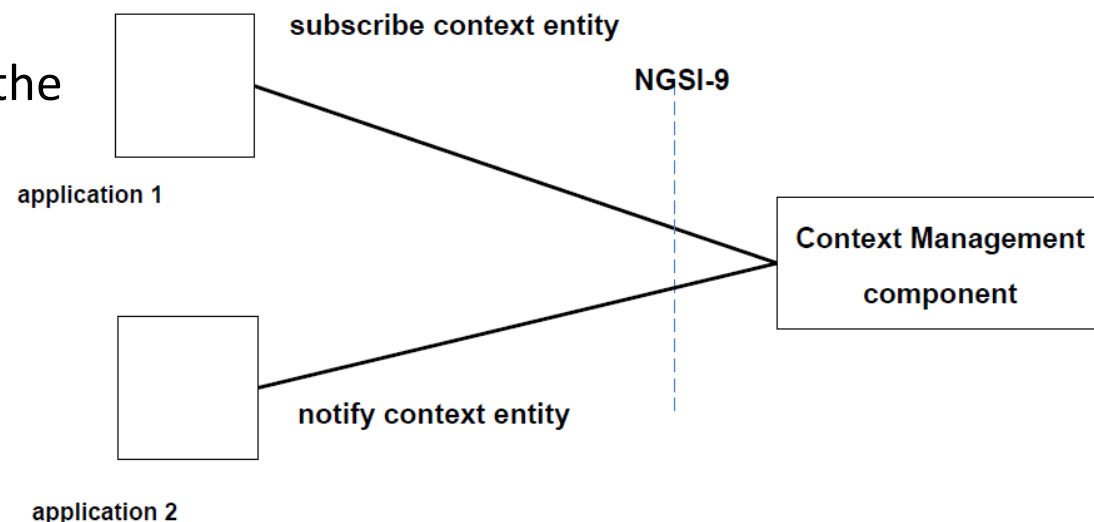 subscribe context entity
the
NGSI-9
application 1
Context Management
component
notify context entity
application 2